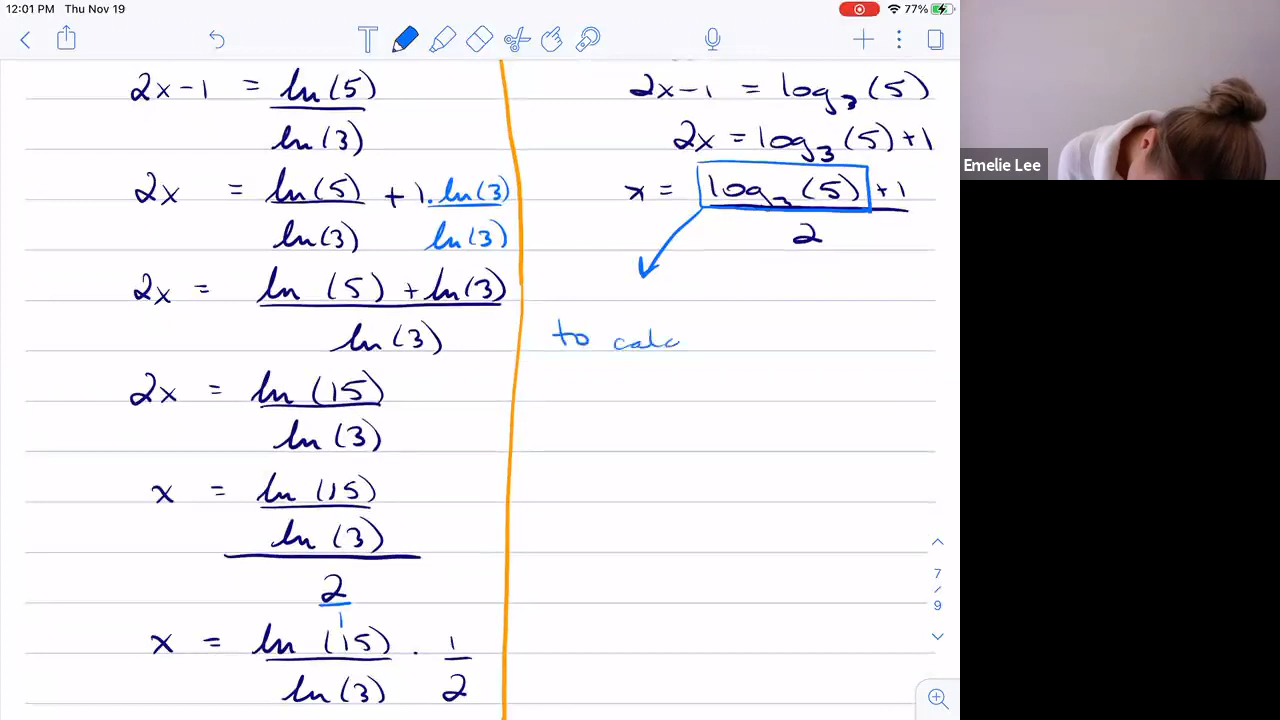 12:01 PM Thu Nov 19
77%
T
2x-1 = ln(5)
ln(3)
2x = ln(5) + 1 . ln(3)
ln(3) ln(3)
2x = ln (5) + ln(3)
ln(3)
2x = ln (15)
ln(3)
x = ln (15)
ln(3)
2
1
x = ln (15) . 1
ln(3) 2
2x-1 = log₃(5)
2x = log₃(5)+1
x = log₃(5) +1
2
to calc
7
/
9
Emelie Lee